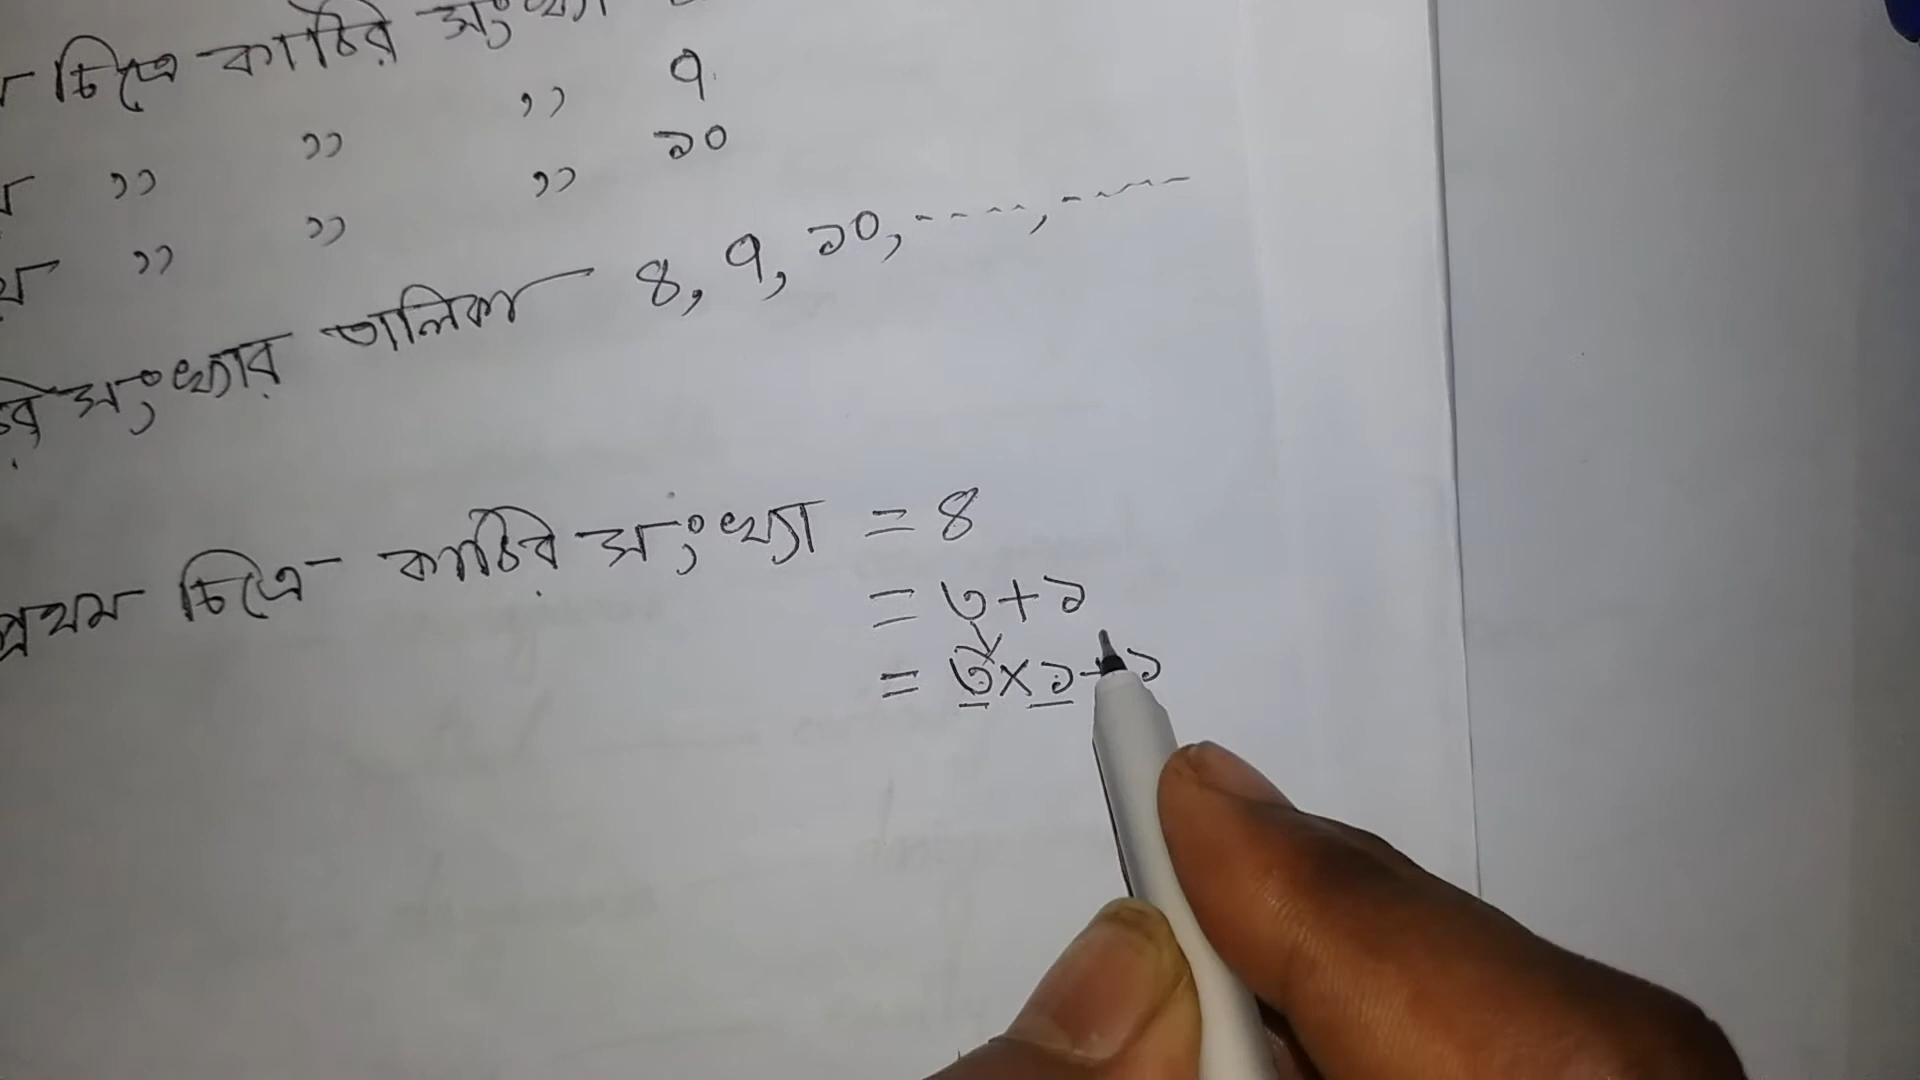 চিত্রে কাঠির সংখ্যা
,, ৭
,, ,, ,, ১০
,, ,,
সংখ্যার তালিকা ৪, ৭, ১০, ----, -----
প্রথম চিত্রে কাঠির সংখ্যা = ৪
= ৩+১
= ৩×১+১